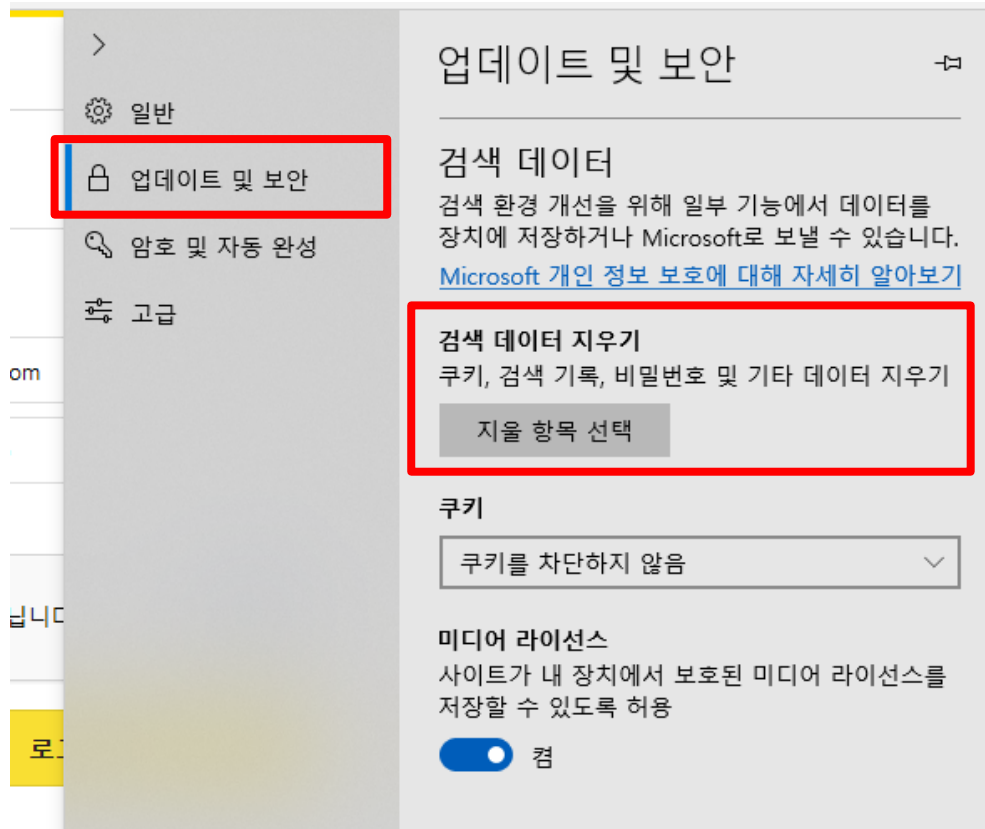 일반
업데이트 및 보안
암호 및 자동 완성
고급
om
닙니다
로그
업데이트 및 보안
검색 데이터
검색 환경 개선을 위해 일부 기능에서 데이터를
장치에 저장하거나 Microsoft로 보낼 수 있습니다.
Microsoft 개인 정보 보호에 대해 자세히 알아보기
검색 데이터 지우기
쿠키, 검색 기록, 비밀번호 및 기타 데이터 지우기
지울 항목 선택
쿠키
쿠키를 차단하지 않음
미디어 라이선스
사이트가 내 장치에서 보호된 미디어 라이선스를
저장할 수 있도록 허용
켬